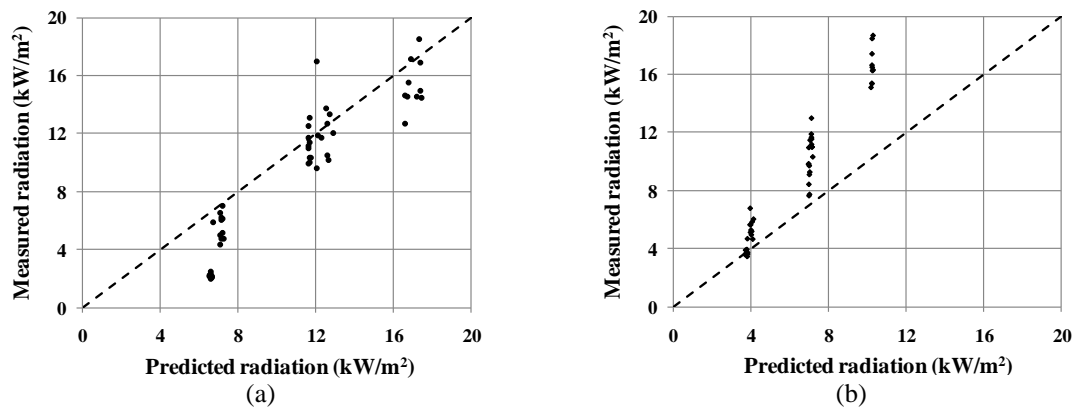 Measured radiation (kW/m²)
20
16
12
8
4
0
0 4 8 12 16 20
Predicted radiation (kW/m²)
(a)
Measured radiation (kW/m²)
20
16
12
8
4
0
0 4 8 12 16 20
Predicted radiation (kW/m²)
(b)